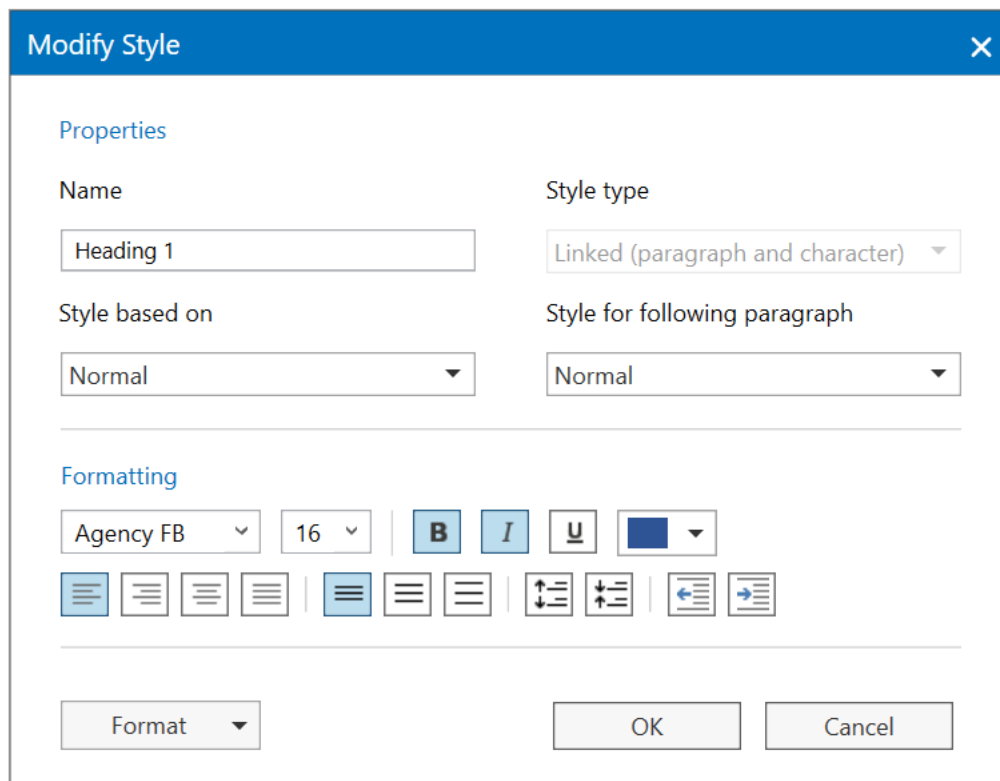 Modify Style
Properties
Name
Style type
Heading 1
Linked (paragraph and character)
Style based on
Style for following paragraph
Normal
Normal
Formatting
Agency FB 16 B I U
Format
OK
Cancel